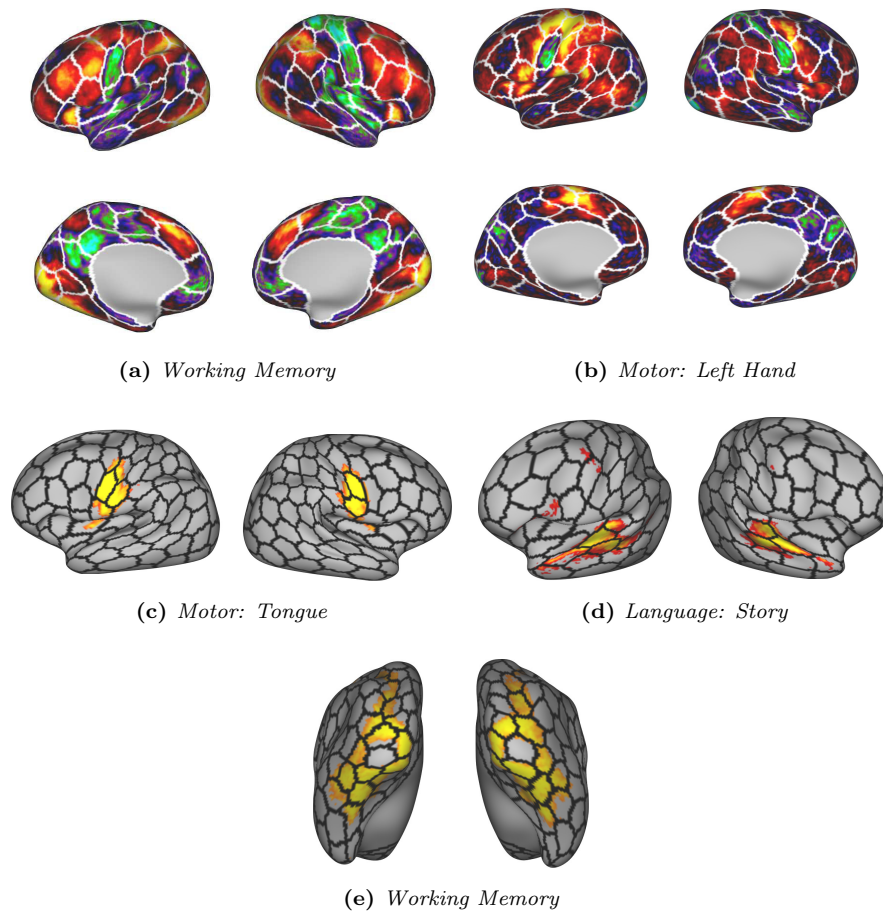 (a) Working Memory
(b) Motor: Left Hand
(c) Motor: Tongue
(d) Language: Story
(e) Working Memory